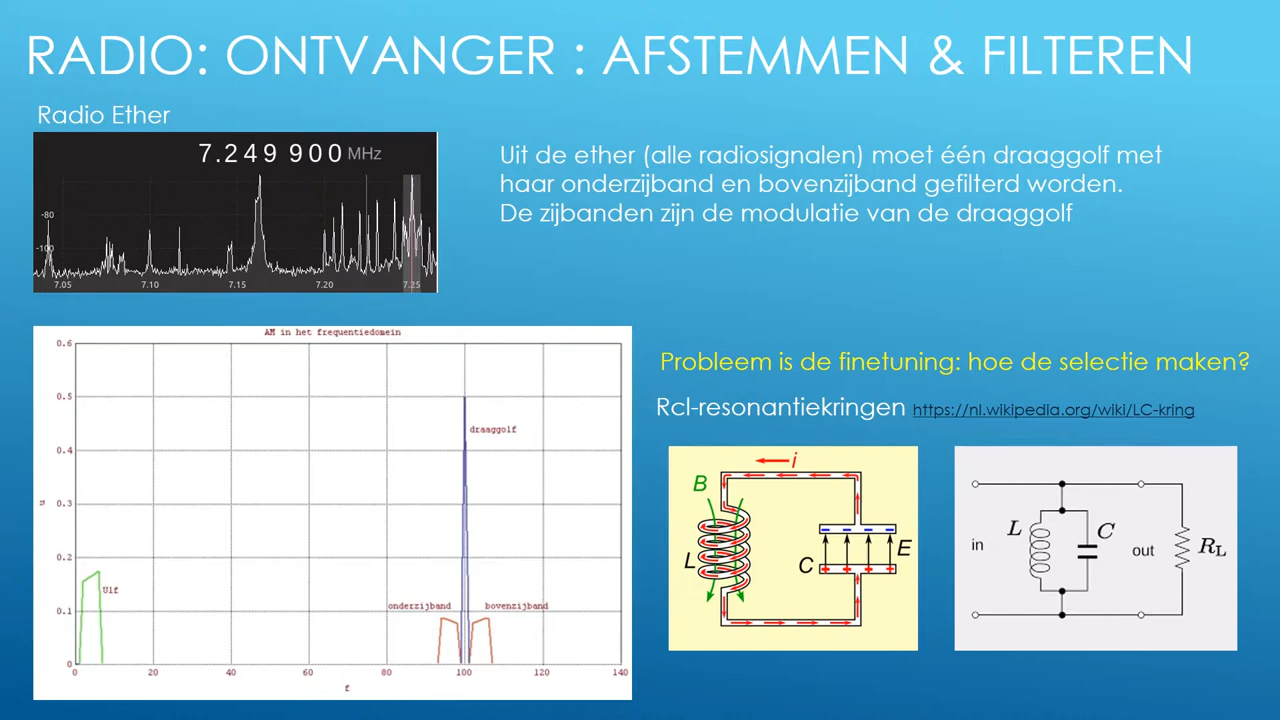 RADIO: ONTVANGER : AFSTEMMEN & FILTEREN
Radio Ether
7.249 900 MHz
-80
-100
7.05 7.10 7.15 7.20 7.25
Uit de ether (alle radiosignalen) moet één draaggolf met
haar onderzijband en bovenzijband gefilterd worden.
De zijbanden zijn de modulatie van de draaggolf
AM in het frequentiedomein
0.6
0.5
draaggolf
0.4
u
0.3
0.2
Ulf
0.1
onderzijband bovenzijband
0
0 20 40 60 80 100 120 140
f
Probleem is de finetuning: hoe de selectie maken?
Rcl-resonantiekringen https://nl.wikipedia.org/wiki/LC-kring
i
B
L
C
E
in
L
C
out
RL